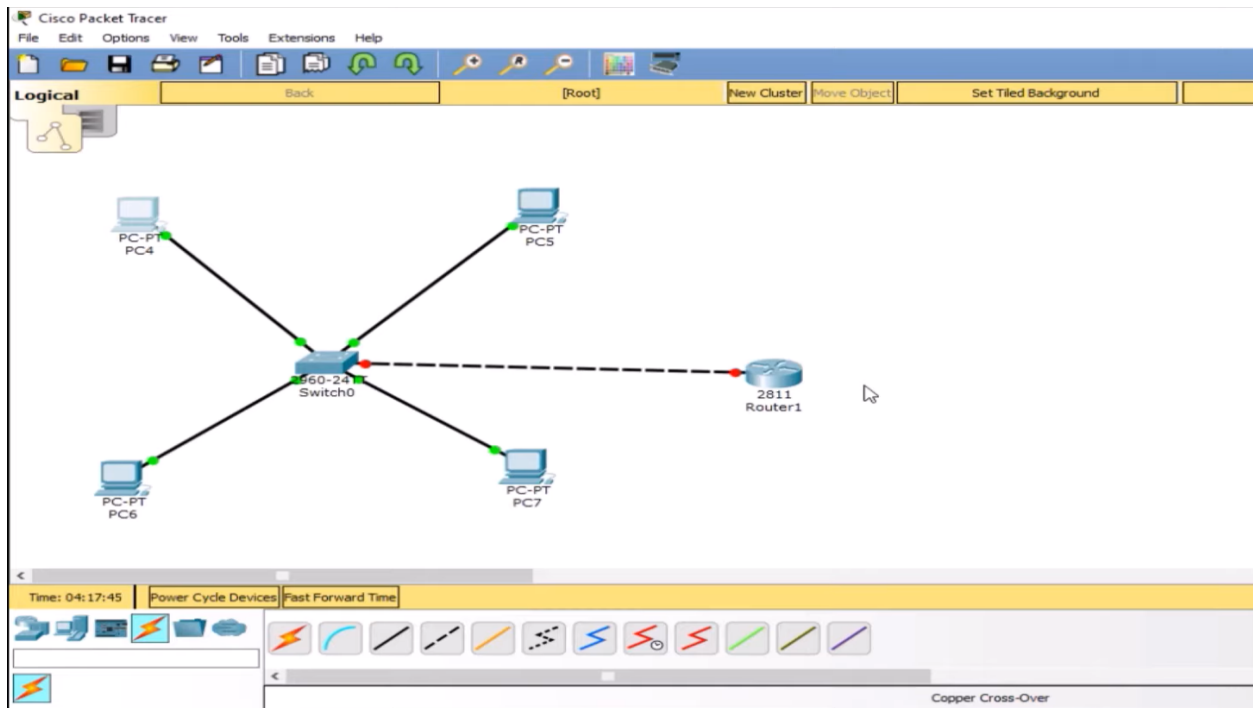 Cisco Packet Tracer
File Edit Options View Tools Extensions Help
Logical Back [Root] New Cluster Move Object Set Tiled Background
PC-PT
PC4
PC-PT
PC5
2960-24TT
Switch0
2811
Router1
PC-PT
PC6
PC-PT
PC7
Time: 04:17:45 Power Cycle Devices Fast Forward Time
Copper Cross-Over